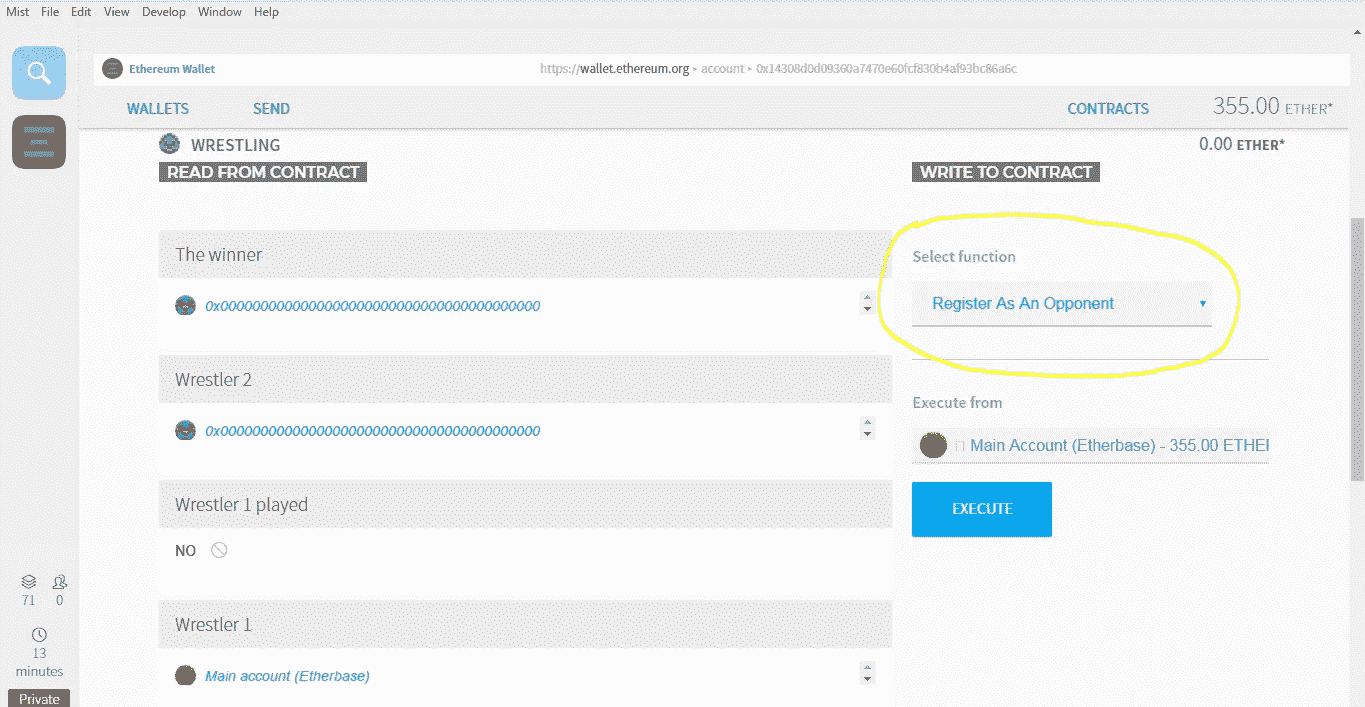 Mist File Edit View Develop Window Help
Ethereum Wallet
https://wallet.ethereum.org ▸ account ▸ 0x14308d0d09360a7470e60fcf830b4af93bc86a6c
WALLETS SEND CONTRACTS 355.00 ETHER*
WRESTLING 0.00 ETHER*
READ FROM CONTRACT
WRITE TO CONTRACT
The winner
0x0000000000000000000000000000000000000000
Wrestler 2
0x0000000000000000000000000000000000000000
Wrestler 1 played
NO
Wrestler 1
Main account (Etherbase)
Select function
Register As An Opponent
Execute from
Main Account (Etherbase) - 355.00 ETHER
EXECUTE
71 0
13
minutes
Private